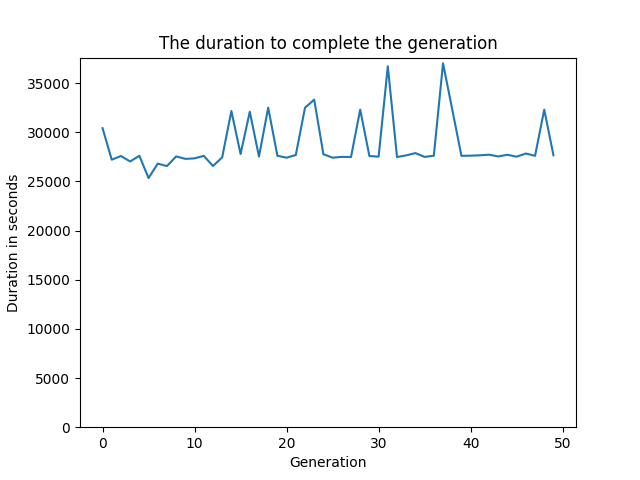 The duration to complete the generation
35000
30000
25000
20000
15000
10000
5000
0
Duration in seconds
0 10 20 30 40 50
Generation